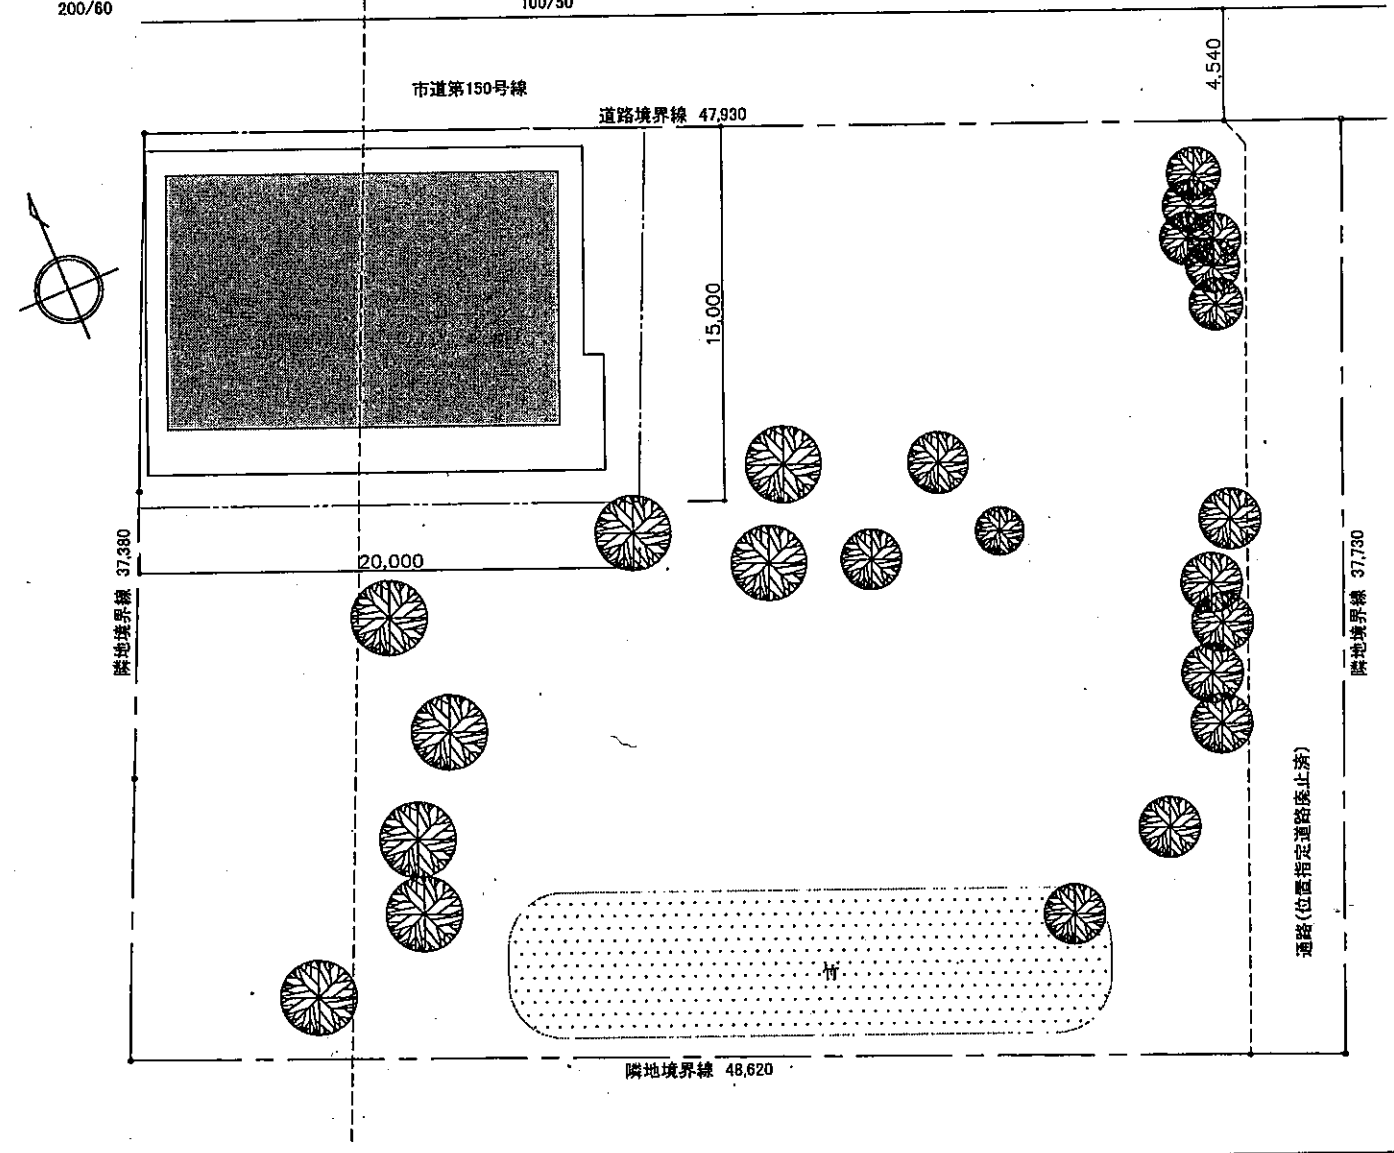 200/60
100/50
4,540
市道第150号線
道路境界線 47,930
15,000
20,000
隣地境界線 37,380
隣地境界線 37,730
通路(位置指定道路廃止済)
竹
隣地境界線 48,620